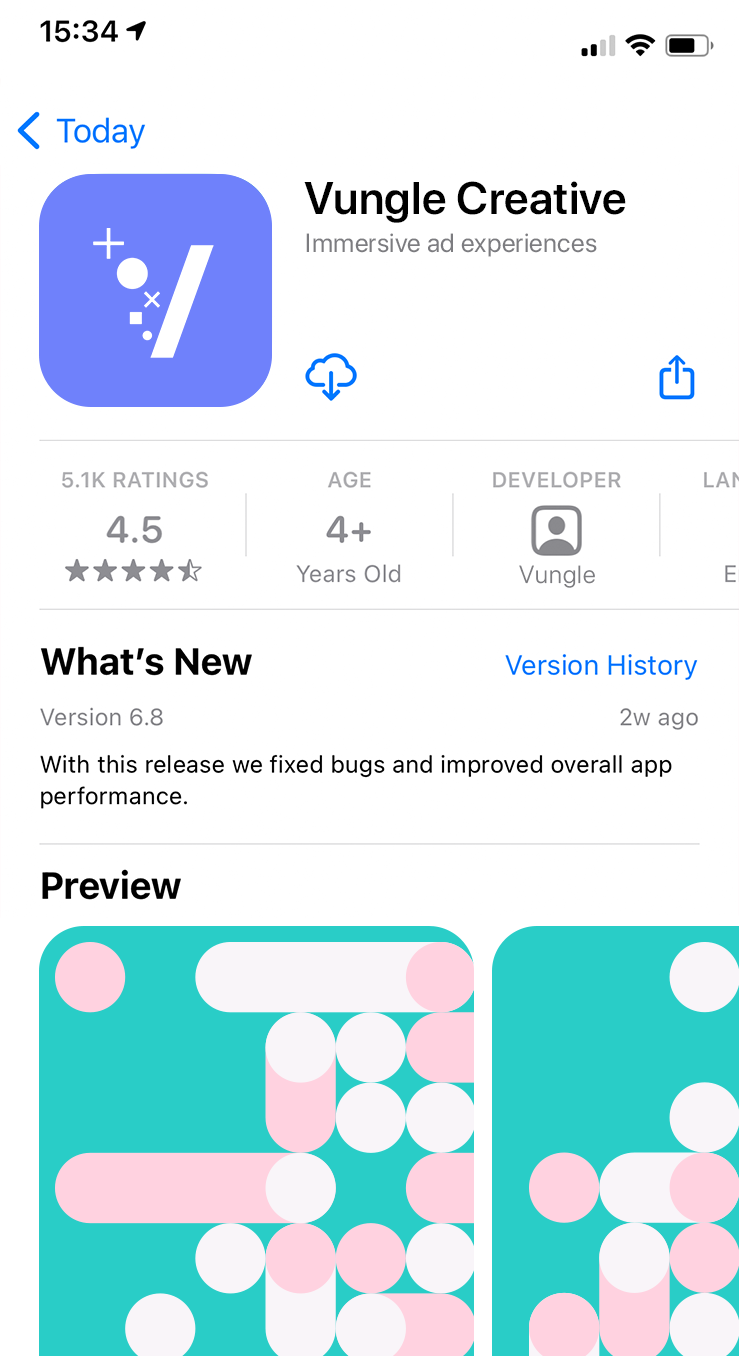 15:34
Today
Vungle Creative
Immersive ad experiences
5.1K RATINGS
4.5
AGE
4+
Years Old
DEVELOPER
Vungle
LAN
E
What's New
Version History
Version 6.8
2w ago
With this release we fixed bugs and improved overall app
performance.
Preview